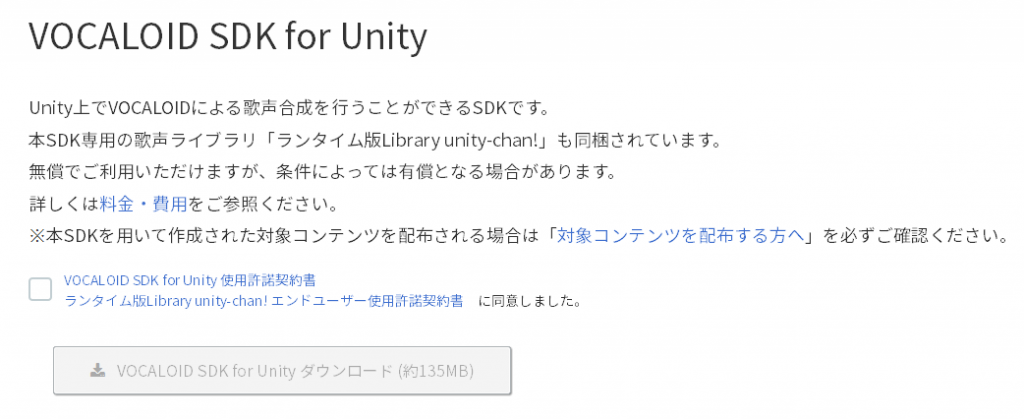 VOCALOID SDK for Unity
Unity上でVOCALOIDによる歌声合成を行うことができるSDKです。
本SDK専用の歌声ライブラリ「ランタイム版Library unity-chan!」も同梱されています。
無償でご利用いただけますが、条件によっては有償となる場合があります。
詳しくは料金・費用をご参照ください。
※本SDKを用いて作成された対象コンテンツを配布される場合は「対象コンテンツを配布する方へ」を必ずご確認ください。
VOCALOID SDK for Unity 使用許諾契約書
ランタイム版Library unity-chan! エンドユーザー使用許諾契約書 に同意しました。
VOCALOID SDK for Unity ダウンロード (約135MB)